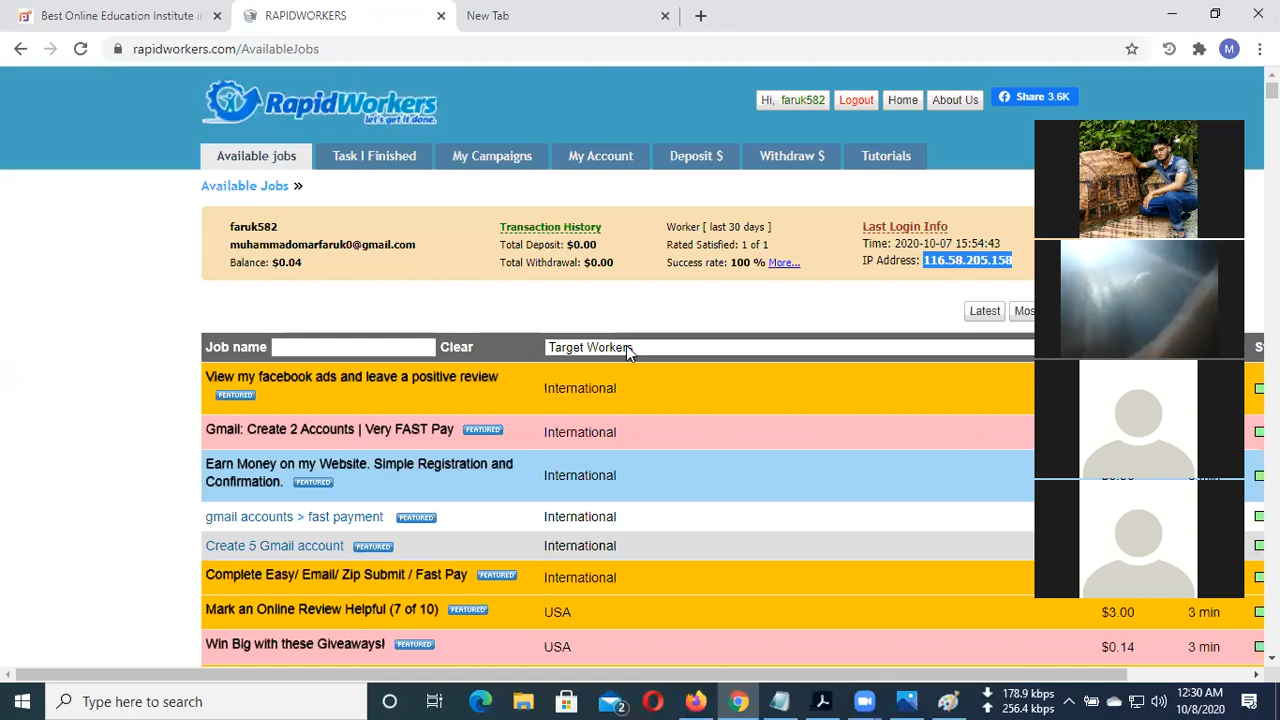 Best Online Education Institute in
RAPIDWORKERS
New Tab
rapidworkers.com/AvailableJobs
M
RapidWorkers
let's get it done.
Hi, faruk582
Logout
Home
About Us
Share 3.6K
Available jobs
Task I Finished
My Campaigns
My Account
Deposit $
Withdraw $
Tutorials
Available Jobs »
faruk582
muhammadomarfaruk0@gmail.com
Balance: $0.04
Transaction History
Total Deposit: $0.00
Total Withdrawal: $0.00
Worker [ last 30 days ]
Rated Satisfied: 1 of 1
Success rate: 100 % More...
Last Login Info
Time: 2020-10-07 15:54:43
IP Address: 116.58.205.158
Latest
Mos
Job name
Clear
Target Workers
View my facebook ads and leave a positive review
FEATURED
International
Gmail: Create 2 Accounts | Very FAST Pay FEATURED
International
Earn Money on my Website. Simple Registration and
Confirmation. FEATURED
International
gmail accounts > fast payment FEATURED
International
Create 5 Gmail account FEATURED
International
Complete Easy/ Email/ Zip Submit / Fast Pay FEATURED
International
Mark an Online Review Helpful (7 of 10) FEATURED
USA
$3.00
3 min
Win Big with these Giveaways! FEATURED
USA
$0.14
3 min
Type here to search
2
178.9 kbps
256.4 kbps
12:30 AM
10/8/2020